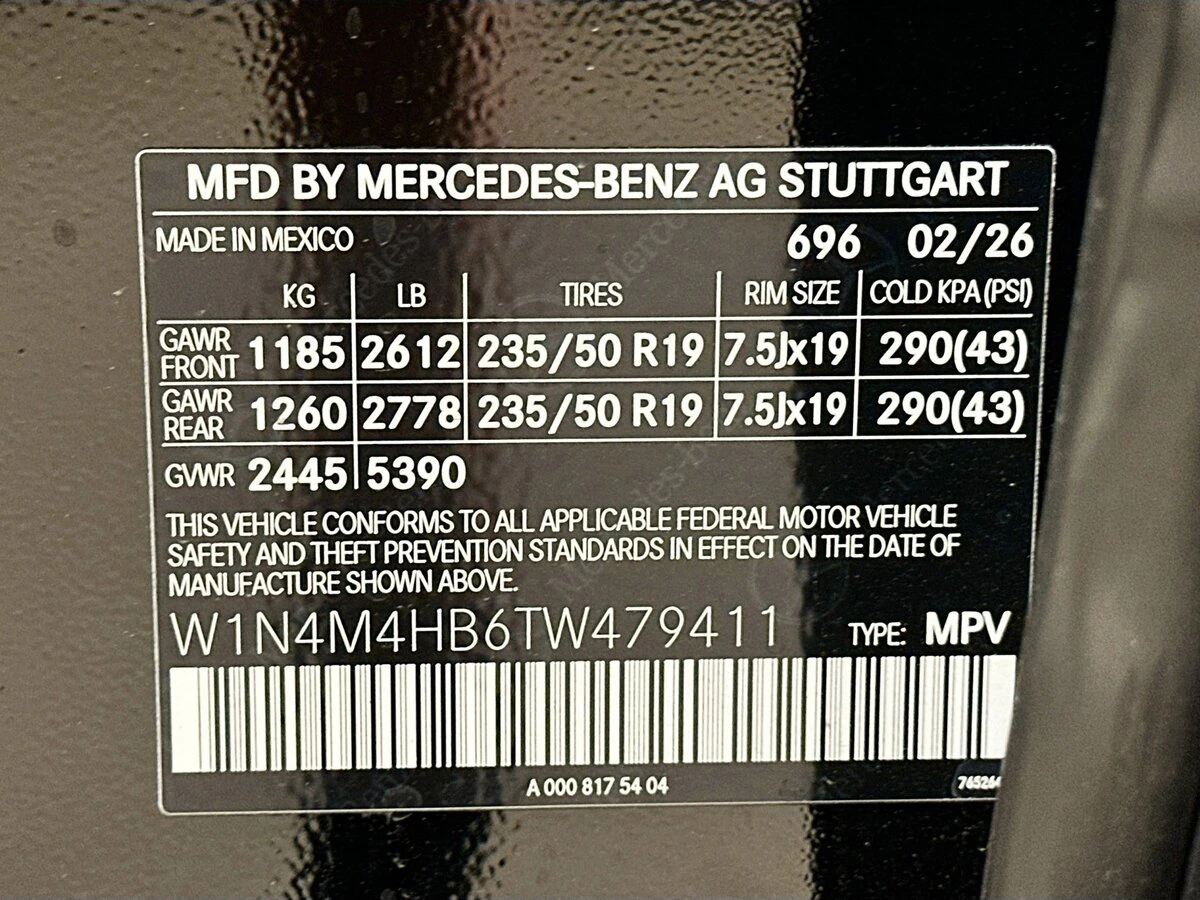 MFD BY MERCEDES-BENZ AG STUTTGART
MADE IN MEXICO 696 02/26
KG LB TIRES RIM SIZE COLD KPA (PSI)
GAWR FRONT 1185 2612 235/50 R19 7.5Jx19 290(43)
GAWR REAR 1260 2778 235/50 R19 7.5Jx19 290(43)
GVWR 2445 5390
THIS VEHICLE CONFORMS TO ALL APPLICABLE FEDERAL MOTOR VEHICLE
SAFETY AND THEFT PREVENTION STANDARDS IN EFFECT ON THE DATE OF
MANUFACTURE SHOWN ABOVE.
W1N4M4HB6TW479411 TYPE: MPV
A 000 817 54 04